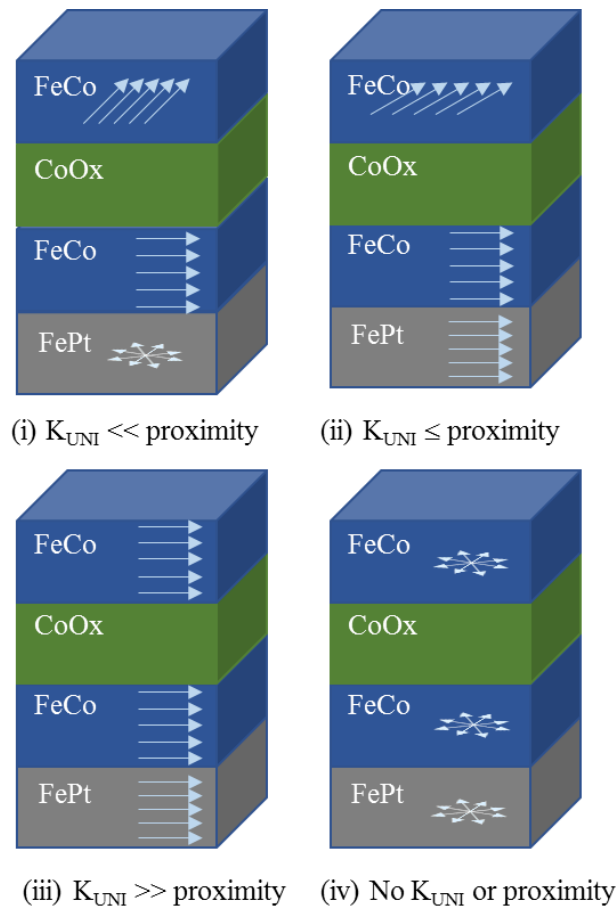 FeCo
CoOx
FeCo
FePt
(i) K_UNI << proximity
FeCo
CoOx
FeCo
FePt
(ii) K_UNI ≤ proximity
FeCo
CoOx
FeCo
FePt
(iii) K_UNI >> proximity
FeCo
CoOx
FeCo
FePt
(iv) No K_UNI or proximity